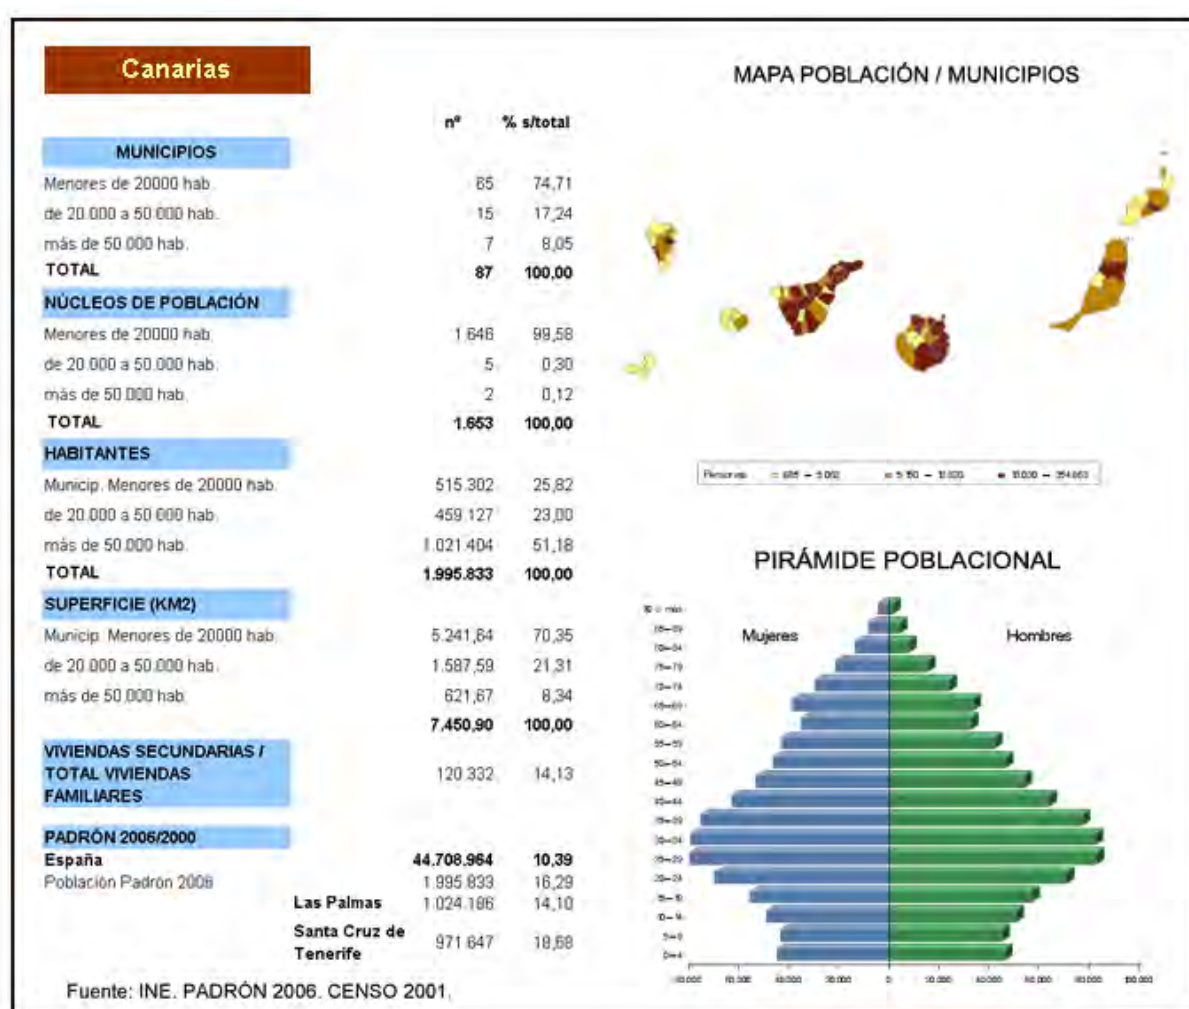 Canarias
MAPA POBLACIÓN / MUNICIPIOS
nº % s/total
MUNICIPIOS
Menores de 20000 hab. 65 74,71
de 20.000 a 50.000 hab. 15 17,24
más de 50.000 hab. 7 8,05
TOTAL 87 100,00
NÚCLEOS DE POBLACIÓN
Menores de 20000 hab. 1.646 99,58
de 20.000 a 50.000 hab. 5 0,30
más de 50.000 hab. 2 0,12
TOTAL 1.653 100,00
HABITANTES
Municip. Menores de 20000 hab. 515.302 25,82
de 20.000 a 50.000 hab. 459.127 23,00
más de 50.000 hab. 1.021.404 51,18
TOTAL 1.995.833 100,00
SUPERFICIE (KM2)
Municip. Menores de 20000 hab. 5.241,64 70,35
de 20.000 a 50.000 hab. 1.587,59 21,31
más de 50.000 hab. 621,67 8,34
7.450,90 100,00
VIVIENDAS SECUNDARIAS /
TOTAL VIVIENDAS 120.332 14,13
FAMILIARES
PADRÓN 2006/2000
España 44.708.964 10,39
Población Padrón 2006 1.995.833 16,29
Las Palmas 1.024.186 14,10
Santa Cruz de
Tenerife 971.647 18,68
Fuente: INE. PADRÓN 2006. CENSO 2001.
Personas
PIRÁMIDE POBLACIONAL
Mujeres Hombres